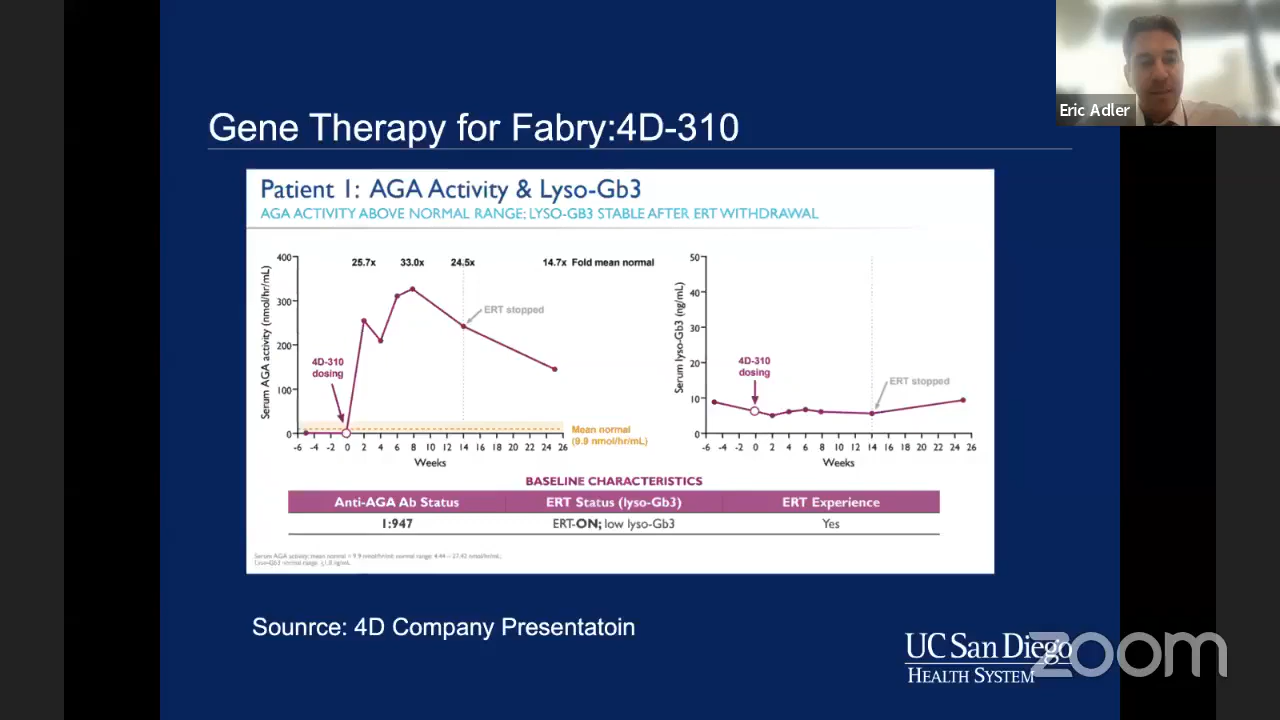 Eric Adler
Gene Therapy for Fabry:4D-310
Patient 1: AGA Activity & Lyso-Gb3
AGA ACTIVITY ABOVE NORMAL RANGE; LYSO-GB3 STABLE AFTER ERT WITHDRAWAL
25.7x 33.0x 24.5x 14.7x Fold mean normal
Serum AGA activity (nmol/hr/mL)
400
300
200
100
0
ERT stopped
4D-310
dosing
Mean normal
(9.9 nmol/hr/mL)
-6 -4 -2 0 2 4 6 8 10 12 14 16 18 20 22 24 26
Weeks
Serum lyso-Gb3 (ng/mL)
50
40
30
20
10
0
4D-310
dosing
ERT stopped
-6 -4 -2 0 2 4 6 8 10 12 14 16 18 20 22 24 26
Weeks
BASELINE CHARACTERISTICS
Anti-AGA Ab Status ERT Status (lyso-Gb3) ERT Experience
1:947 ERT-ON; low lyso-Gb3 Yes
Sounrce: 4D Company Presentatoin
UC San Diego
HEALTH SYSTEM
zoom